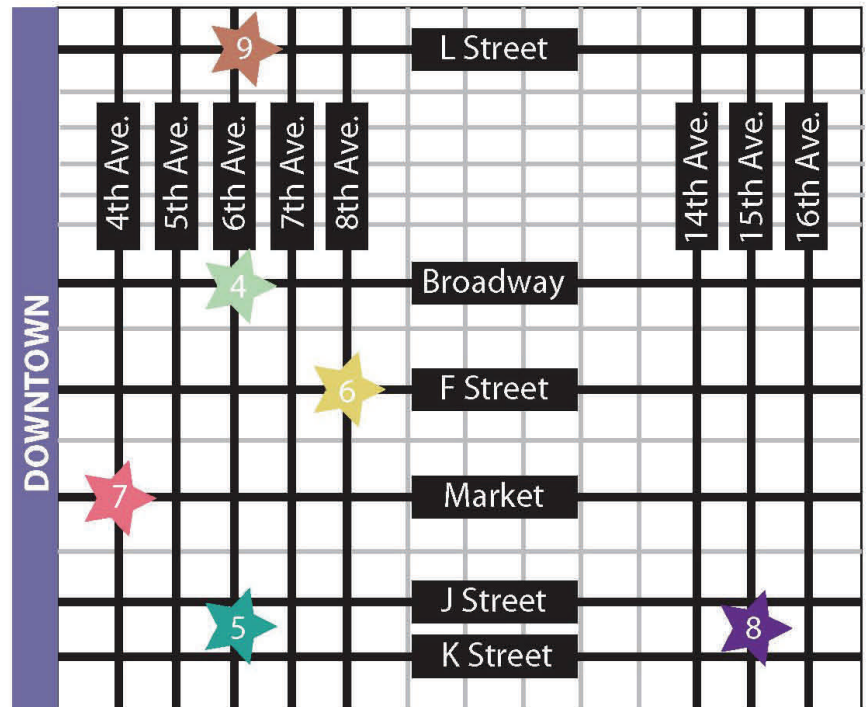 9
L Street
4th Ave.
5th Ave.
6th Ave.
7th Ave.
8th Ave.
14th Ave.
15th Ave.
16th Ave.
4
Broadway
6
F Street
DOWNTOWN
7
Market
J Street
5
8
K Street